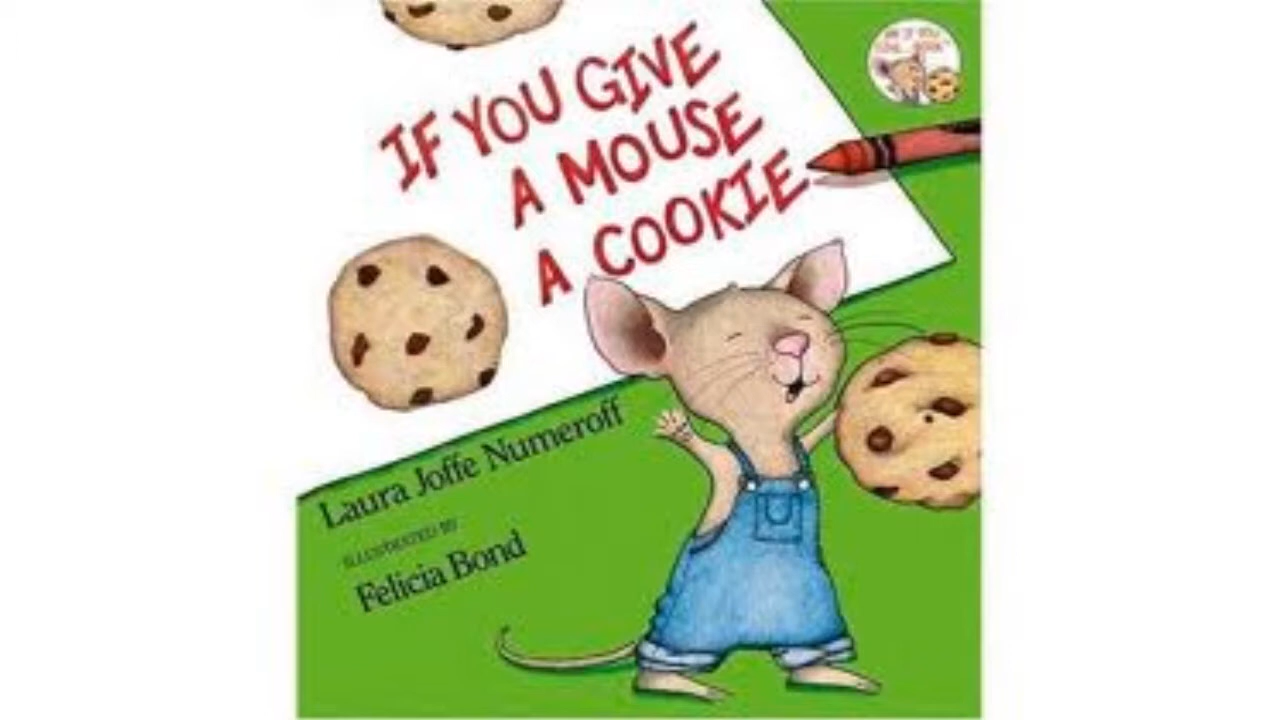 IF YOU GIVE
A MOUSE
A COOKIE
Laura Joffe Numeroff
ILLUSTRATED BY
Felicia Bond